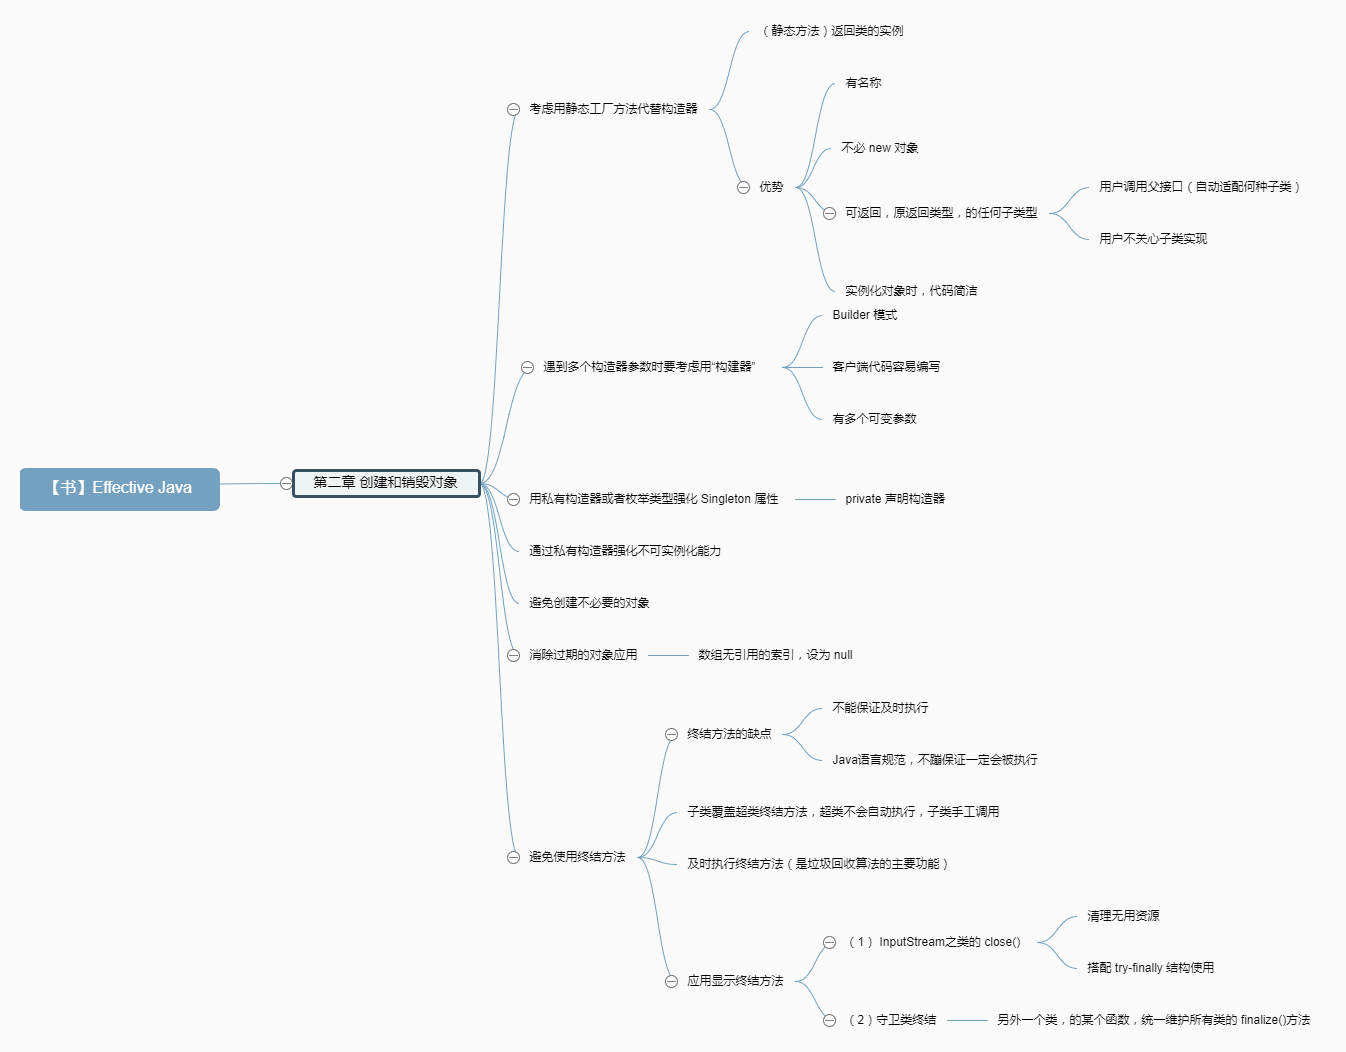 【书】Effective Java
第二章 创建和销毁对象
考虑用静态工厂方法代替构造器
（静态方法）返回类的实例
优势
有名称
不必 new 对象
可返回，原返回类型，的任何子类型
用户调用父接口（自动适配何种子类）
用户不关心子类实现
实例化对象时，代码简洁
遇到多个构造器参数时要考虑用“构建器”
Builder 模式
客户端代码容易编写
有多个可变参数
用私有构造器或者枚举类型强化 Singleton 属性
private 声明构造器
通过私有构造器强化不可实例化能力
避免创建不必要的对象
消除过期的对象应用
数组无引用的索引，设为 null
避免使用终结方法
终结方法的缺点
不能保证及时执行
Java语言规范，不蹦保证一定会被执行
子类覆盖超类终结方法，超类不会自动执行，子类手工调用
及时执行终结方法（是垃圾回收算法的主要功能）
应用显示终结方法
（1） InputStream之类的 close()
清理无用资源
搭配 try-finally 结构使用
（2）守卫类终结
另外一个类，的某个函数，统一维护所有类的 finalize()方法